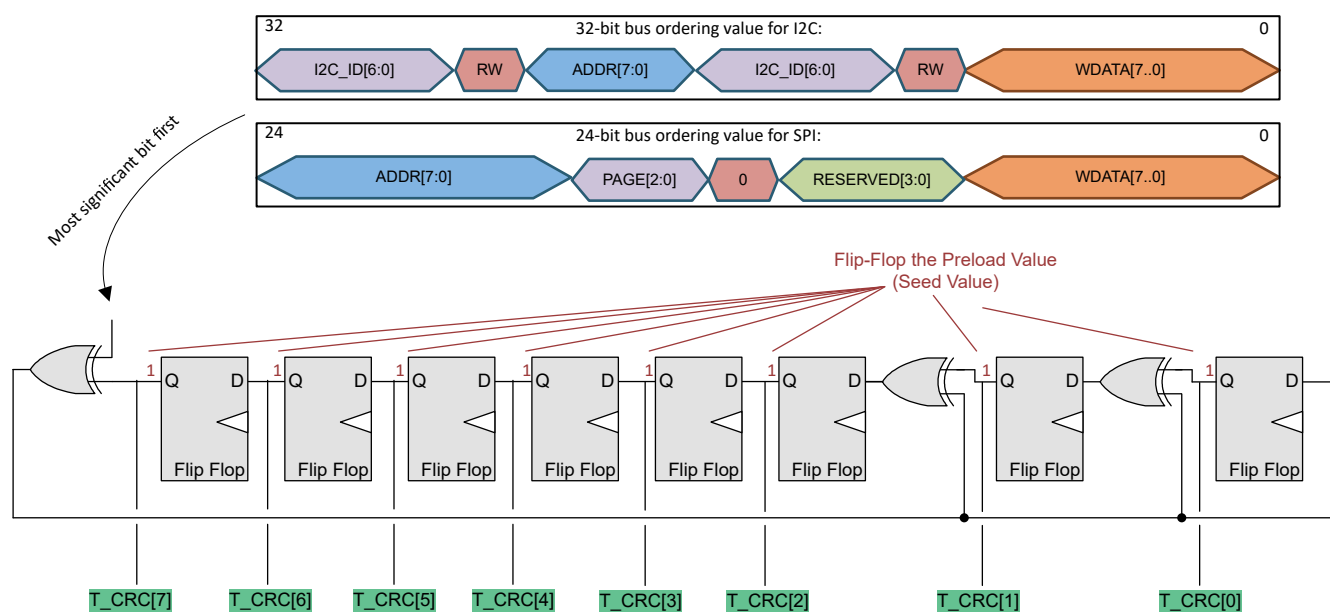 32 32-bit bus ordering value for I2C: 0
I2C_ID[6:0] RW ADDR[7:0] I2C_ID[6:0] RW WDATA[7..0]
24 24-bit bus ordering value for SPI: 0
ADDR[7:0] PAGE[2:0] 0 RESERVED[3:0] WDATA[7..0]
Most significant bit first
Flip-Flop the Preload Value
(Seed Value)
1 1 1 1 1 1 1 1
Q D Q D Q D Q D Q D Q D Q D Q D
Flip Flop Flip Flop Flip Flop Flip Flop Flip Flop Flip Flop Flip Flop Flip Flop
T_CRC[7] T_CRC[6] T_CRC[5] T_CRC[4] T_CRC[3] T_CRC[2] T_CRC[1] T_CRC[0]